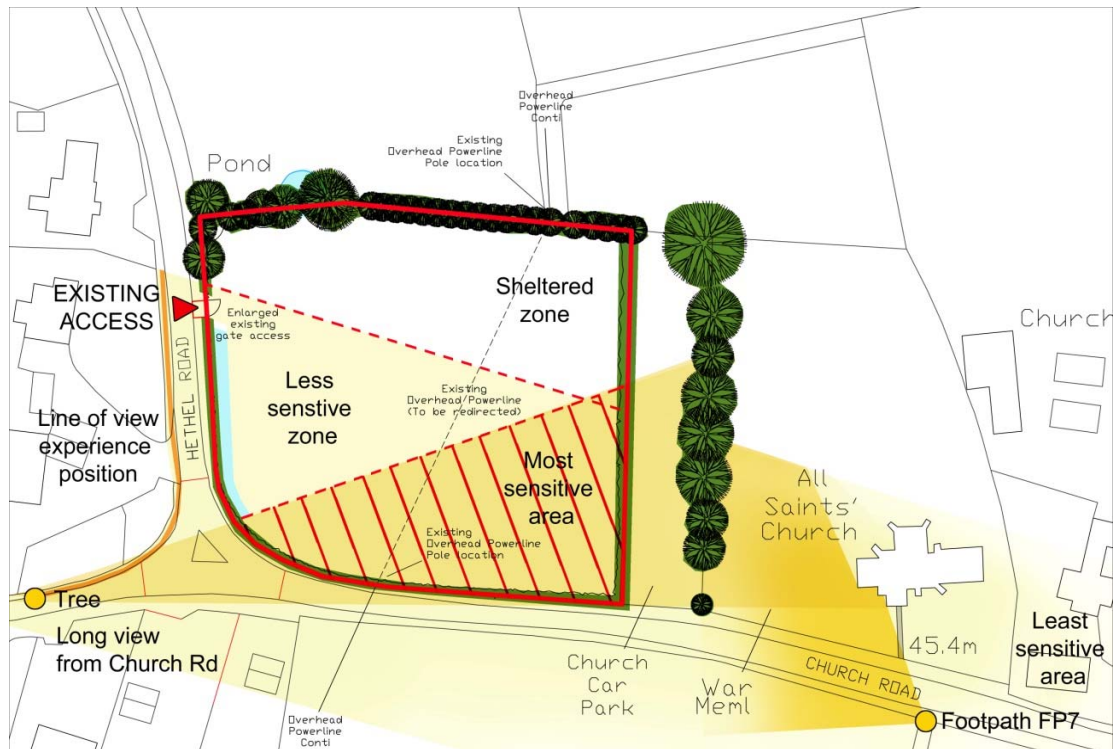 Overhead
Powerline
Conti
Existing
Overhead Powerline
Pole location
Pond
Sheltered
zone
EXISTING
ACCESS
Enlarged
existing
gate access
Church
HETHEL ROAD
Less
senstive
zone
Existing
Overhead Powerline
(To be redirected)
Line of view
experience
position
Most
sensitive
area
All
Saints'
Church
Existing
Overhead Powerline
Pole location
Tree
Long view
from Church Rd
45.4m
Least
sensitive
area
Church
Car
Park
War
Meml
CHURCH ROAD
Footpath FP7
Overhead
Powerline
Conti